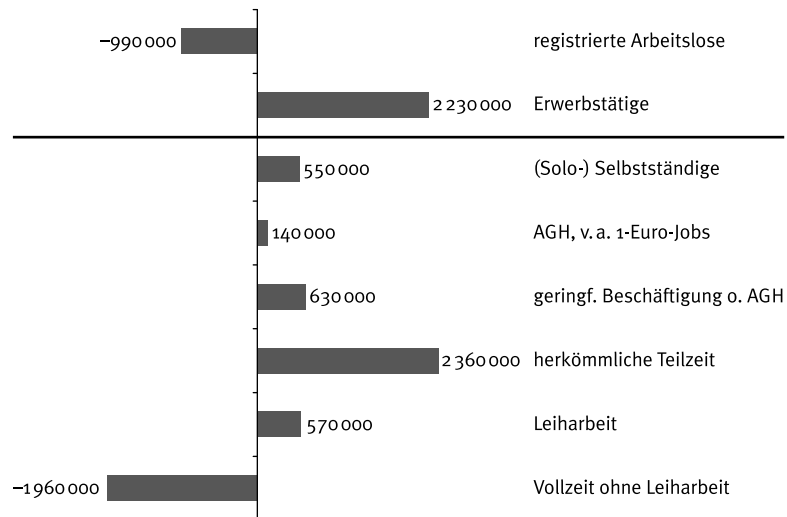 −990 000 registrierte Arbeitslose
2 230 000 Erwerbstätige
550 000 (Solo-) Selbstständige
140 000 AGH, v. a. 1-Euro-Jobs
630 000 geringf. Beschäftigung o. AGH
2 360 000 herkömmliche Teilzeit
570 000 Leiharbeit
−1 960 000 Vollzeit ohne Leiharbeit